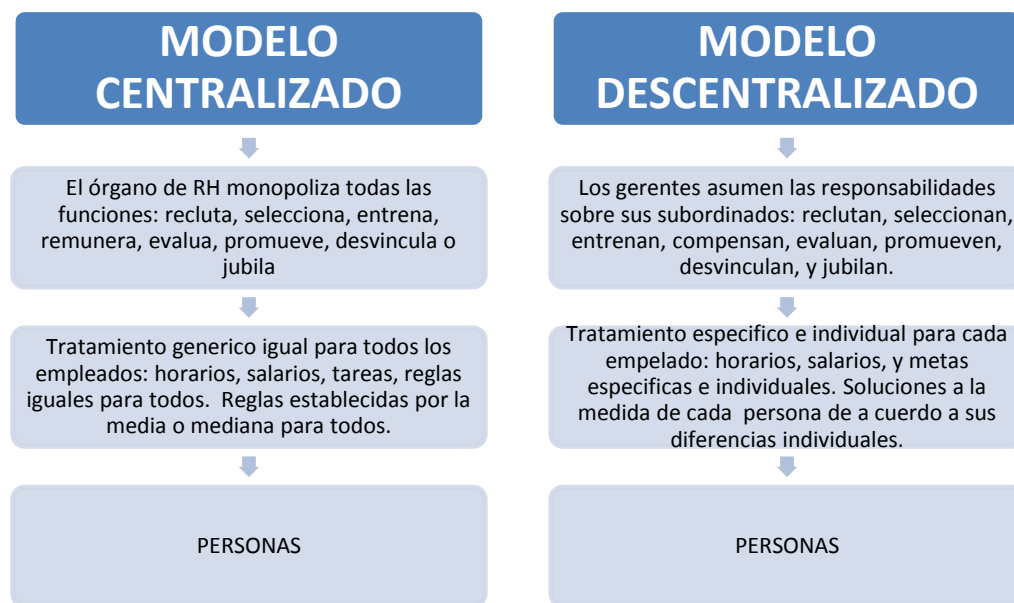 MODELO
CENTRALIZADO
El órgano de RH monopoliza todas las
funciones: recluta, selecciona, entrena,
remunera, evalua, promueve, desvincula o
jubila
Tratamiento generico igual para todos los
empleados: horarios, salarios, tareas, reglas
iguales para todos.  Reglas establecidas por la
media o mediana para todos.
PERSONAS
MODELO
DESCENTRALIZADO
Los gerentes asumen las responsabilidades
sobre sus subordinados: reclutan, seleccionan,
entrenan, compensan, evaluan, promueven,
desvinculan, y jubilan.
Tratamiento especifico e individual para cada
empelado: horarios, salarios, y metas
especificas e individuales. Soluciones a la
medida de cada  persona de a cuerdo a sus
diferencias individuales.
PERSONAS